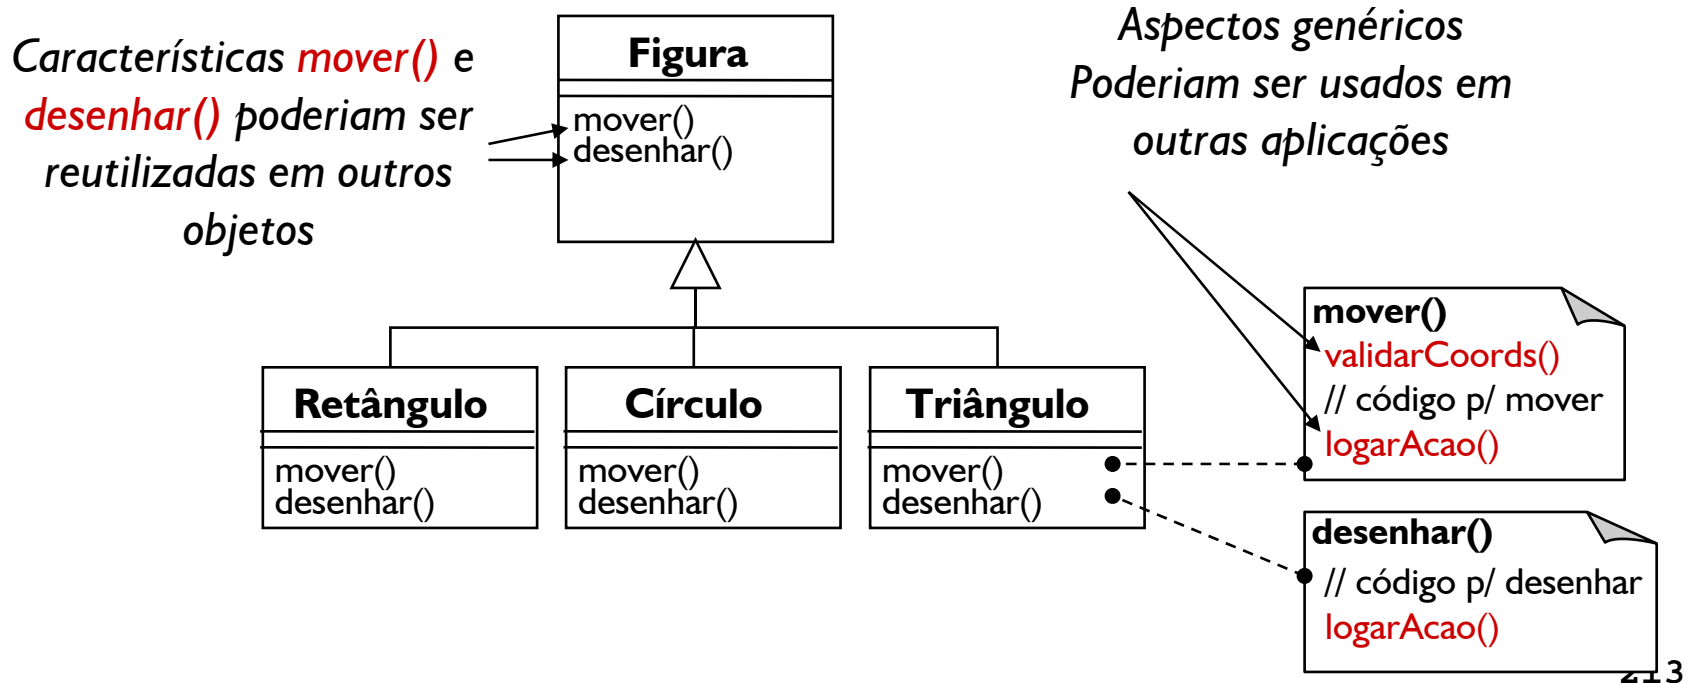 Características mover() e
desenhar() poderiam ser
reutilizadas em outros
objetos
Figura
mover()
desenhar()
Aspectos genéricos
Poderiam ser usados em
outras aplicações
Retângulo
mover()
desenhar()
Círculo
mover()
desenhar()
Triângulo
mover()
desenhar()
mover()
validarCoords()
// código p/ mover
logarAcao()
desenhar()
// código p/ desenhar
logarAcao()
213